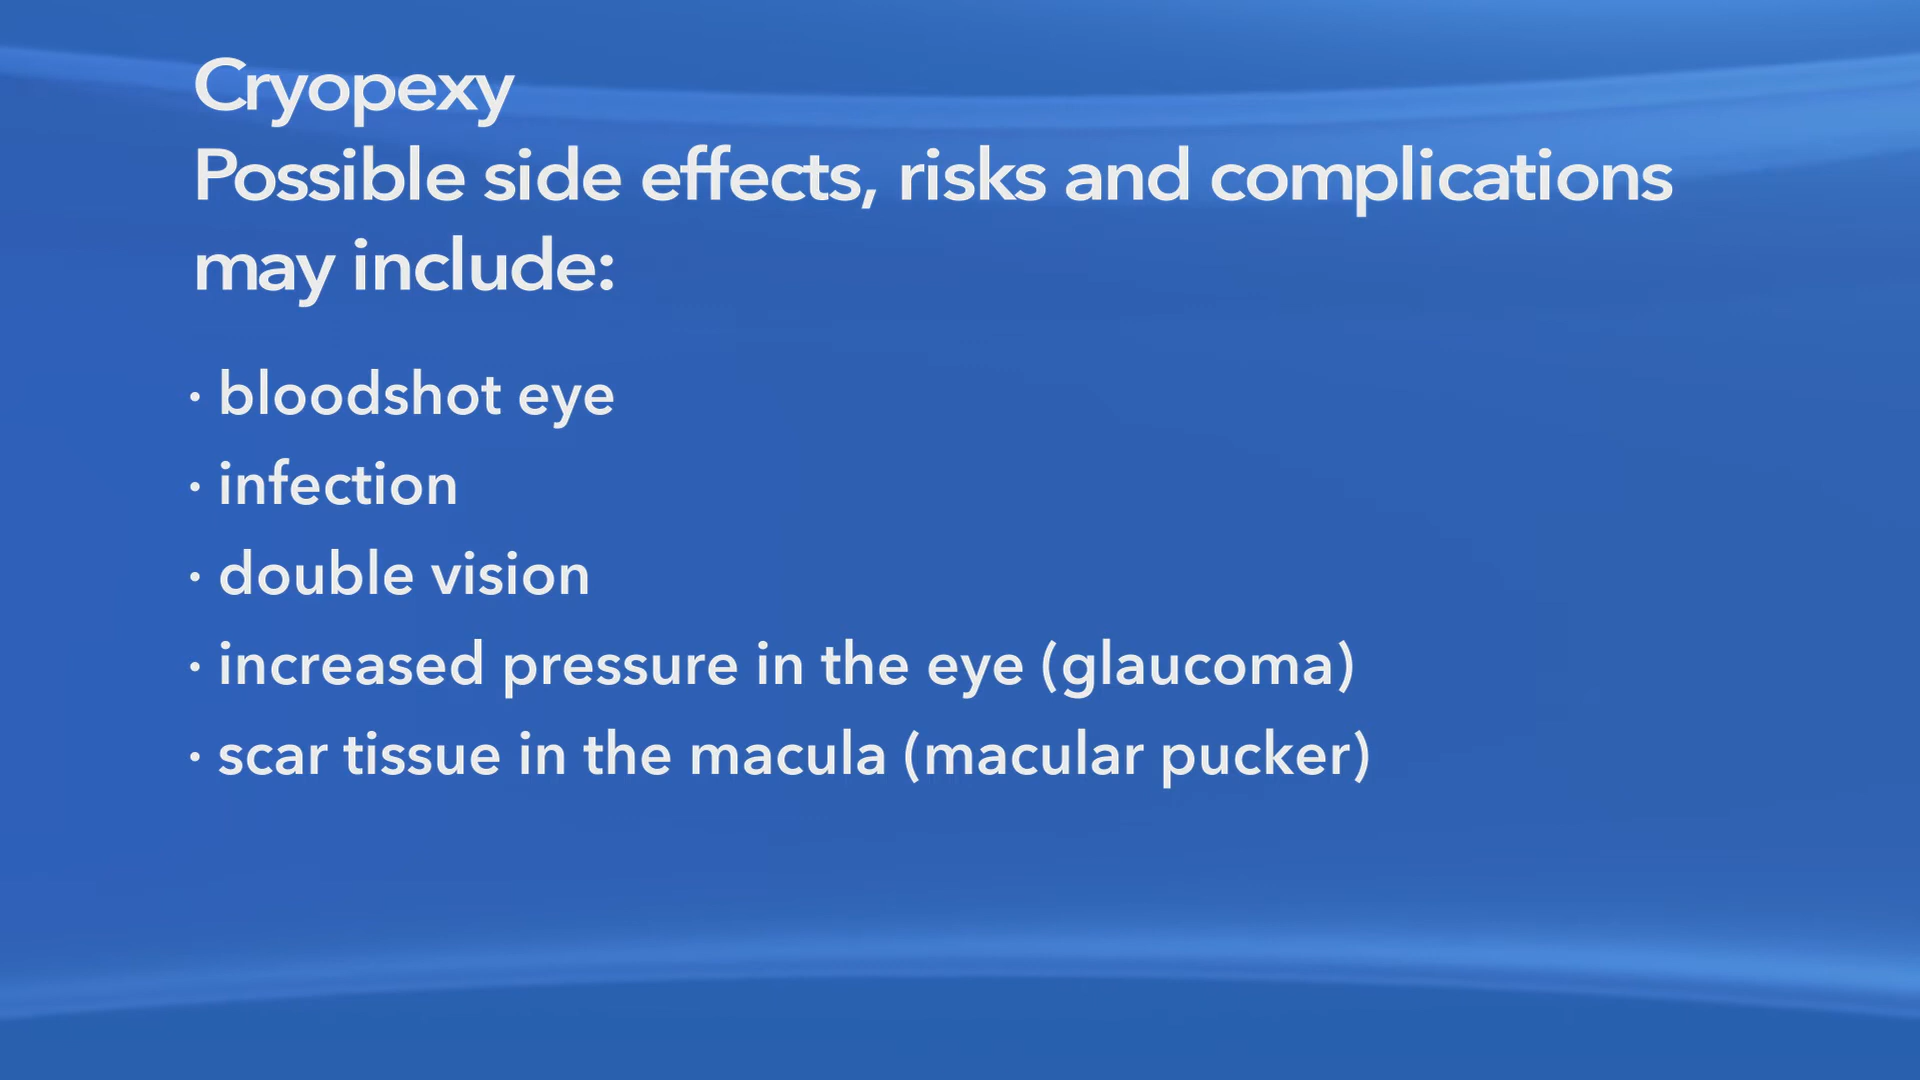 Cryopexy
Possible side effects, risks and complications
may include:
· bloodshot eye
· infection
· double vision
· increased pressure in the eye (glaucoma)
· scar tissue in the macula (macular pucker)